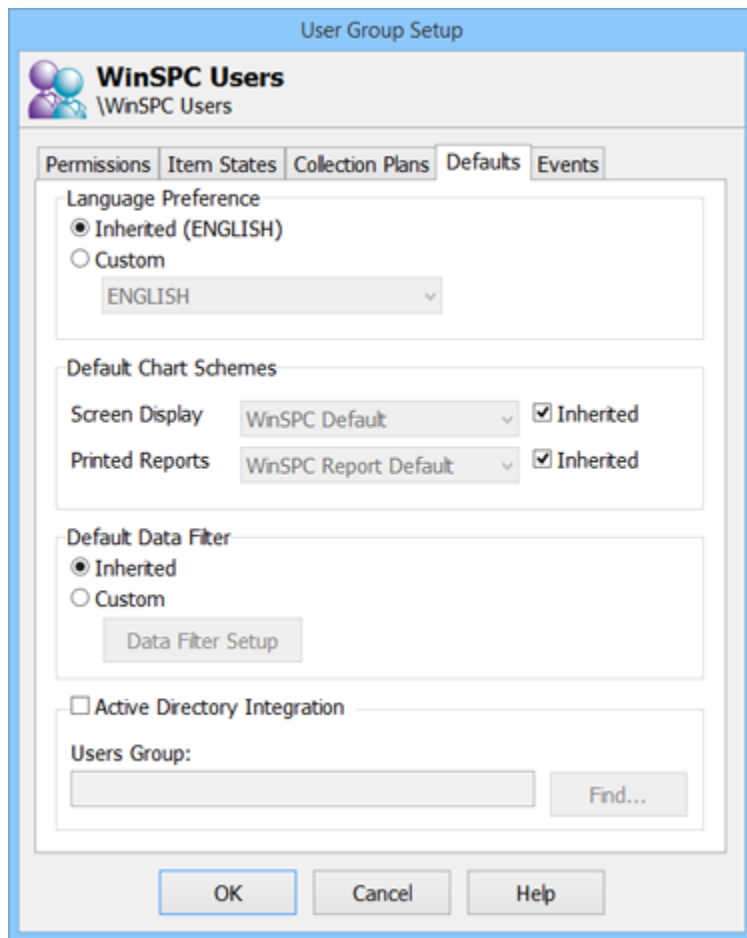 User Group Setup
WinSPC Users
\WinSPC Users
Permissions Item States Collection Plans Defaults Events
Language Preference
Inherited (ENGLISH)
Custom
ENGLISH
Default Chart Schemes
Screen Display WinSPC Default Inherited
Printed Reports WinSPC Report Default Inherited
Default Data Filter
Inherited
Custom
Data Filter Setup
Active Directory Integration
Users Group:
Find...
OK Cancel Help